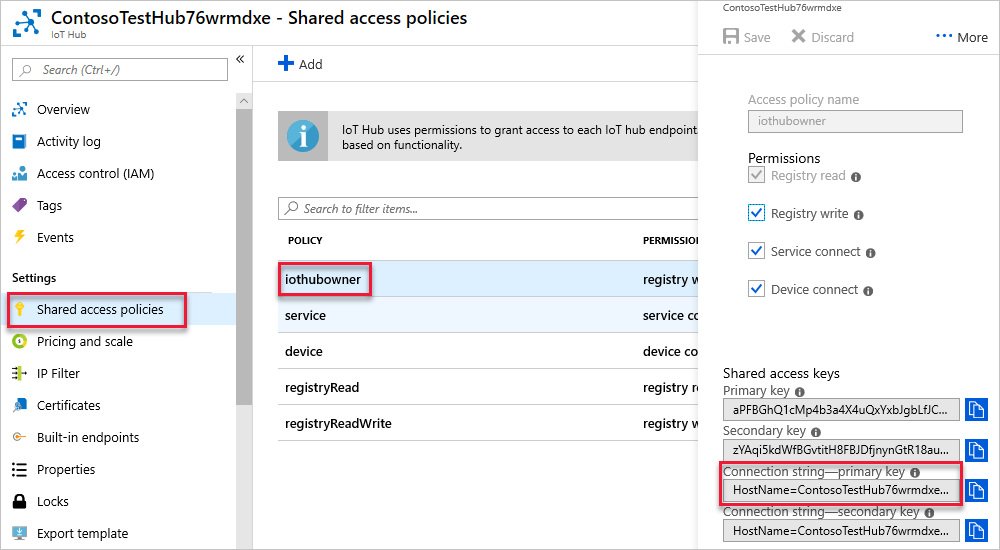 ContosoTestHub76wrmdxe - Shared access policies
IoT Hub
Search (Ctrl+/)
Overview
Activity log
Access control (IAM)
Tags
Events
Settings
Shared access policies
Pricing and scale
IP Filter
Certificates
Built-in endpoints
Properties
Locks
Export template
Add
IoT Hub uses permissions to grant access to each IoT hub endpoint.
based on functionality.
Search to filter items...
POLICY PERMISSION
iothubowner registry w
service service co
device device co
registryRead registry r
registryReadWrite registry r
ContosoTestHub76wrmdxe
Save Discard ••• More
Access policy name
iothubowner
Permissions
Registry read
Registry write
Service connect
Device connect
Shared access keys
Primary key
aPFBGhQ1cMp4b3a4X4uQxYxbJgbLfJC...
Secondary key
zYAqi5kdWfBGvtitH8FBJDfjnynGtR18au...
Connection string—primary key
HostName=ContosoTestHub76wrmdxe...
Connection string—secondary key
HostName=ContosoTestHub76wrmdxe...